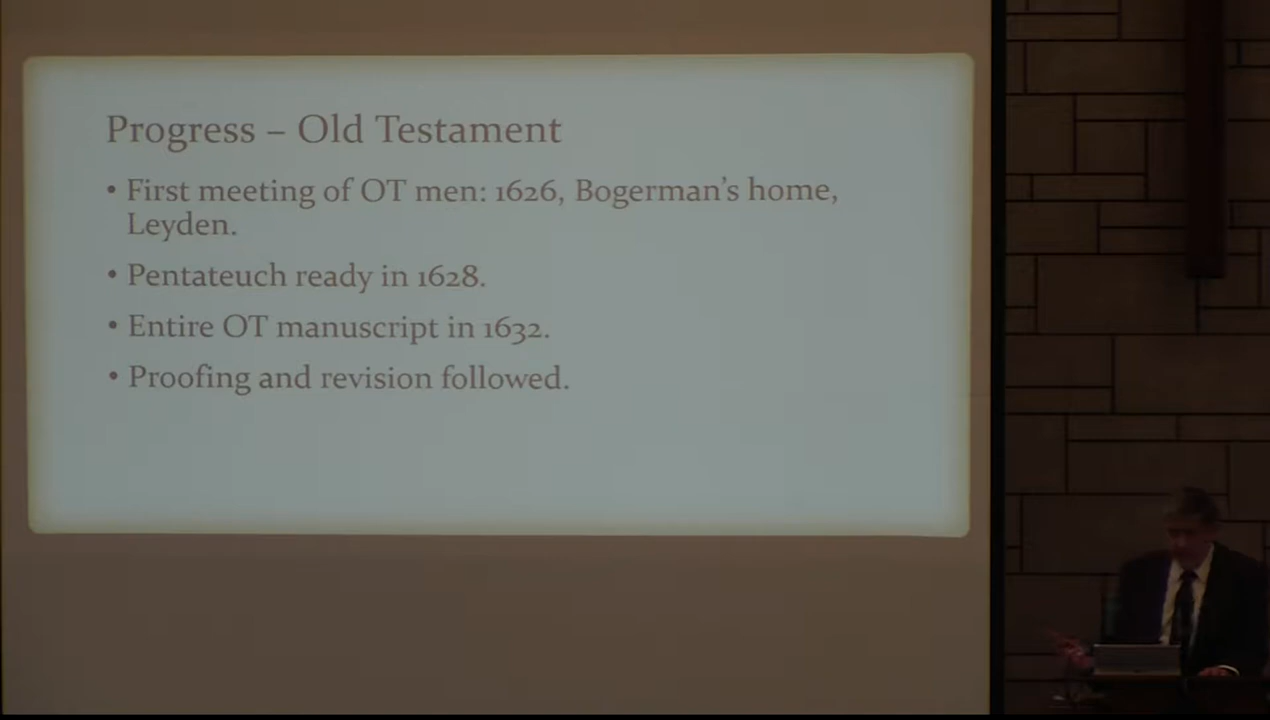 Progress – Old Testament
• First meeting of OT men: 1626, Bogerman's home,
Leyden.
• Pentateuch ready in 1628.
• Entire OT manuscript in 1632.
• Proofing and revision followed.